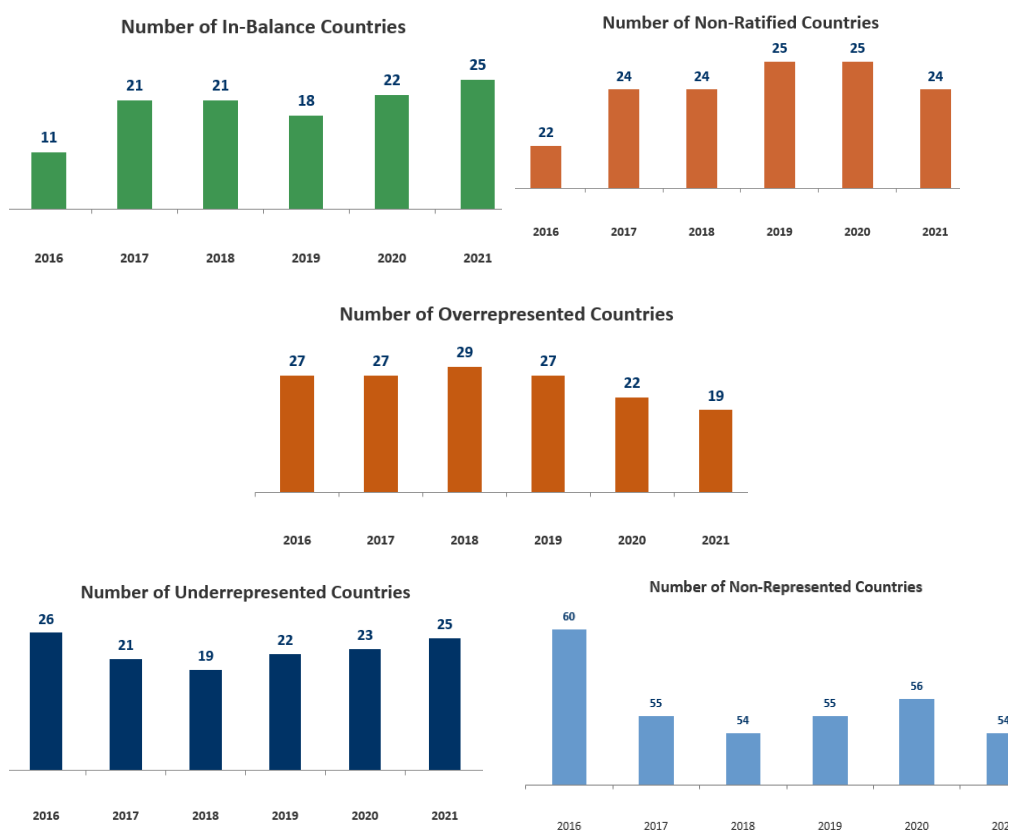 Number of In-Balance Countries
11 21 21 18 22 25
2016 2017 2018 2019 2020 2021
Number of Non-Ratified Countries
22 24 24 25 25 24
2016 2017 2018 2019 2020 2021
Number of Overrepresented Countries
27 27 29 27 22 19
2016 2017 2018 2019 2020 2021
Number of Underrepresented Countries
26 21 19 22 23 25
2016 2017 2018 2019 2020 2021
Number of Non-Represented Countries
60 55 54 55 56 54
2016 2017 2018 2019 2020